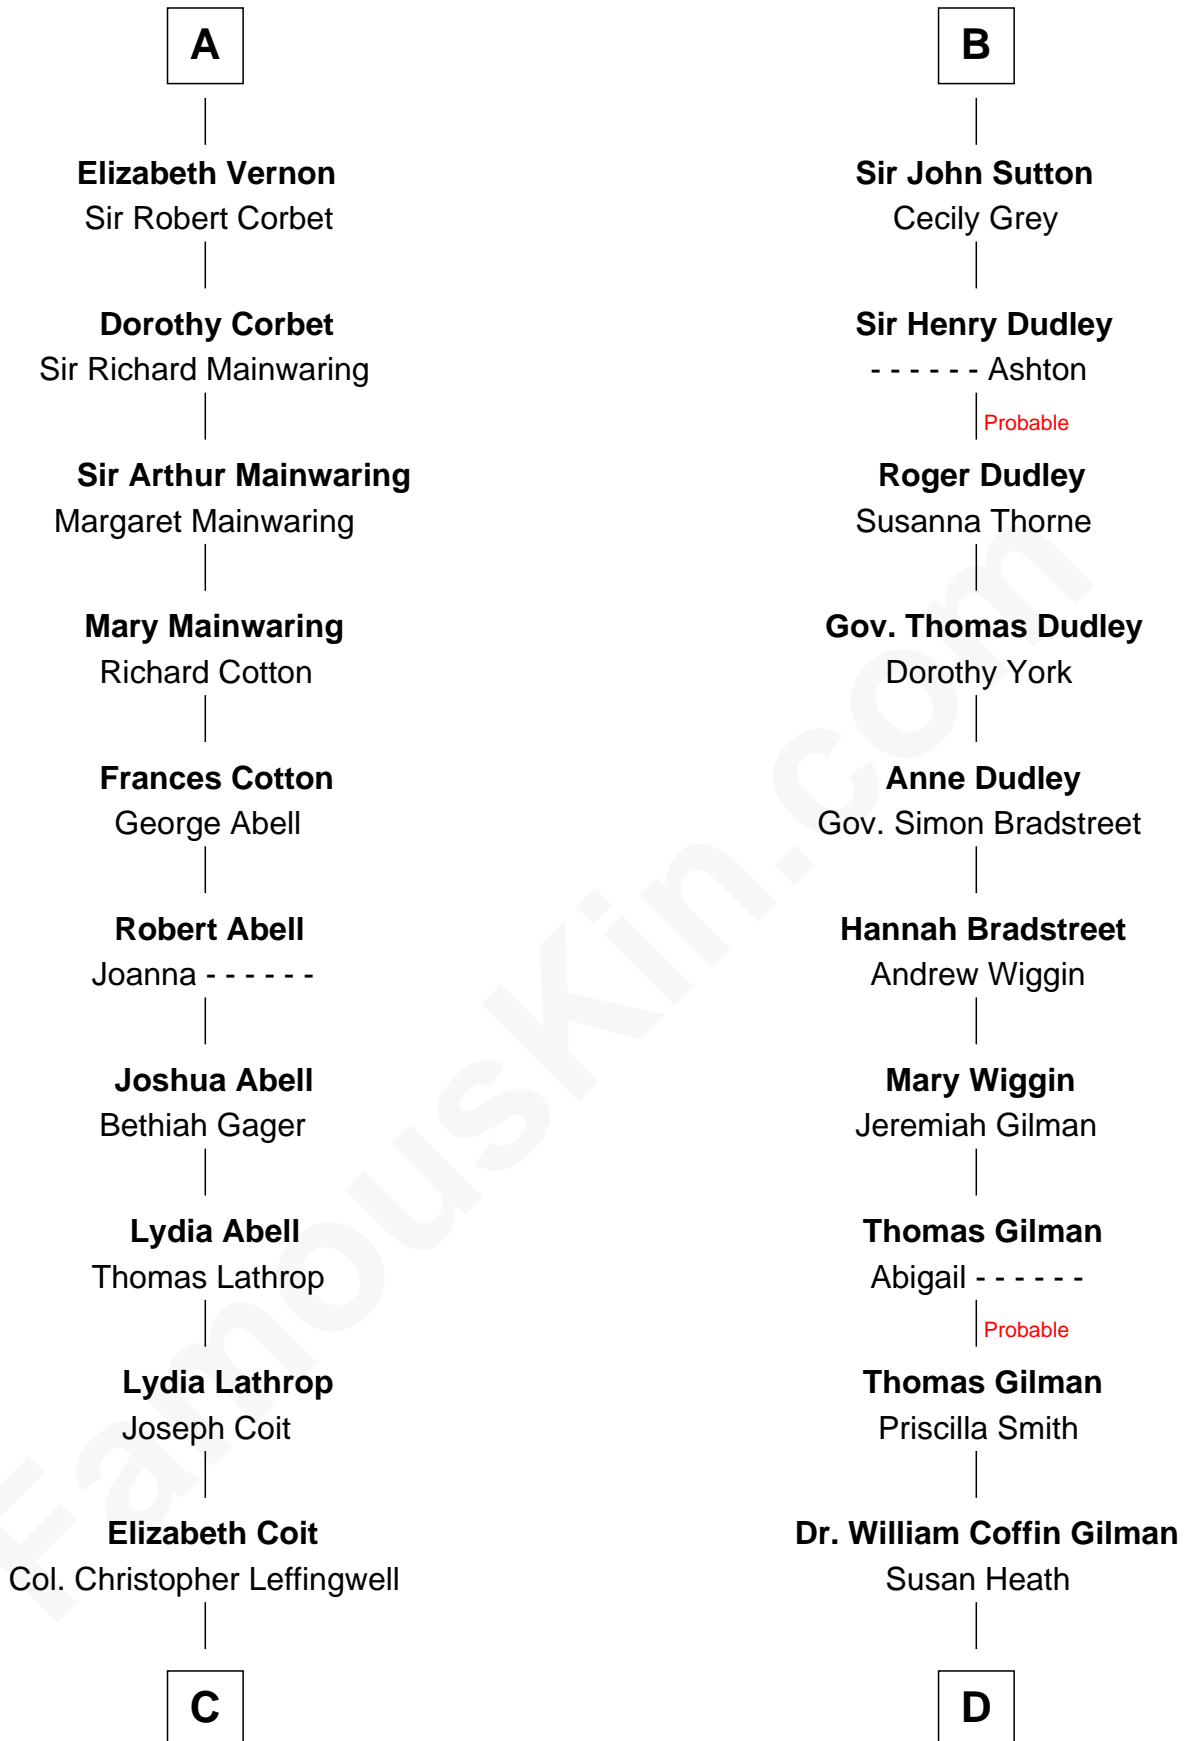 A
Elizabeth Vernon
Sir Robert Corbet
Dorothy Corbet
Sir Richard Mainwaring
Sir Arthur Mainwaring
Margaret Mainwaring
Mary Mainwaring
Richard Cotton
Frances Cotton
George Abell
Robert Abell
Joanna - - - - - -
Joshua Abell
Bethiah Gager
Lydia Abell
Thomas Lathrop
Lydia Lathrop
Joseph Coit
Elizabeth Coit
Col. Christopher Leffingwell
C
B
Sir John Sutton
Cecily Grey
Sir Henry Dudley
- - - - - - Ashton
Probable
Roger Dudley
Susanna Thorne
Gov. Thomas Dudley
Dorothy York
Anne Dudley
Gov. Simon Bradstreet
Hannah Bradstreet
Andrew Wiggin
Mary Wiggin
Jeremiah Gilman
Thomas Gilman
Abigail - - - - - -
Probable
Thomas Gilman
Priscilla Smith
Dr. William Coffin Gilman
Susan Heath
D
FamousKin.com